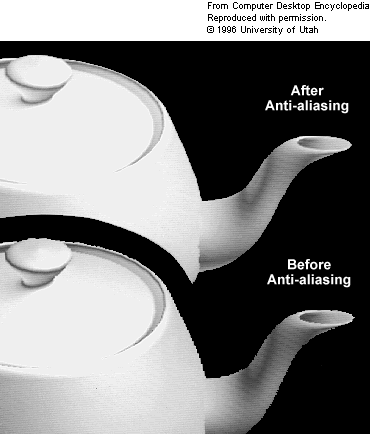 From Computer Desktop Encyclopedia
Reproduced with permission.
© 1996 University of Utah
After
Anti-aliasing
Before
Anti-aliasing